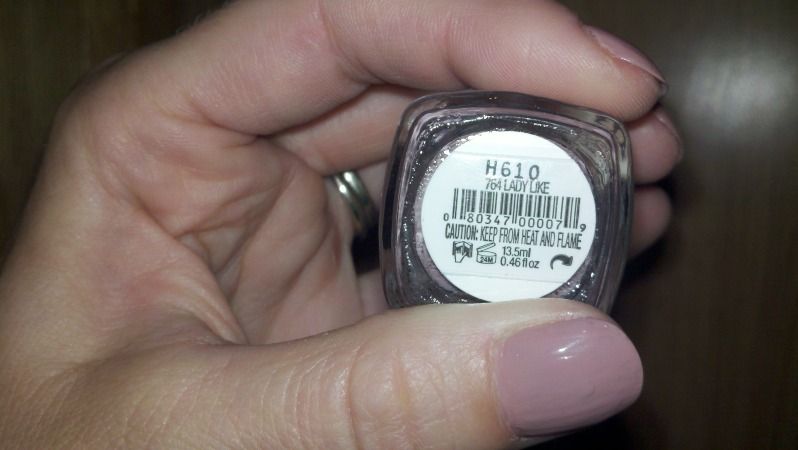 H610
764 LADY LIKE
0 80347 00007 9
CAUTION: KEEP FROM HEAT AND FLAME
24M
13.5ml
0.46 fl oz